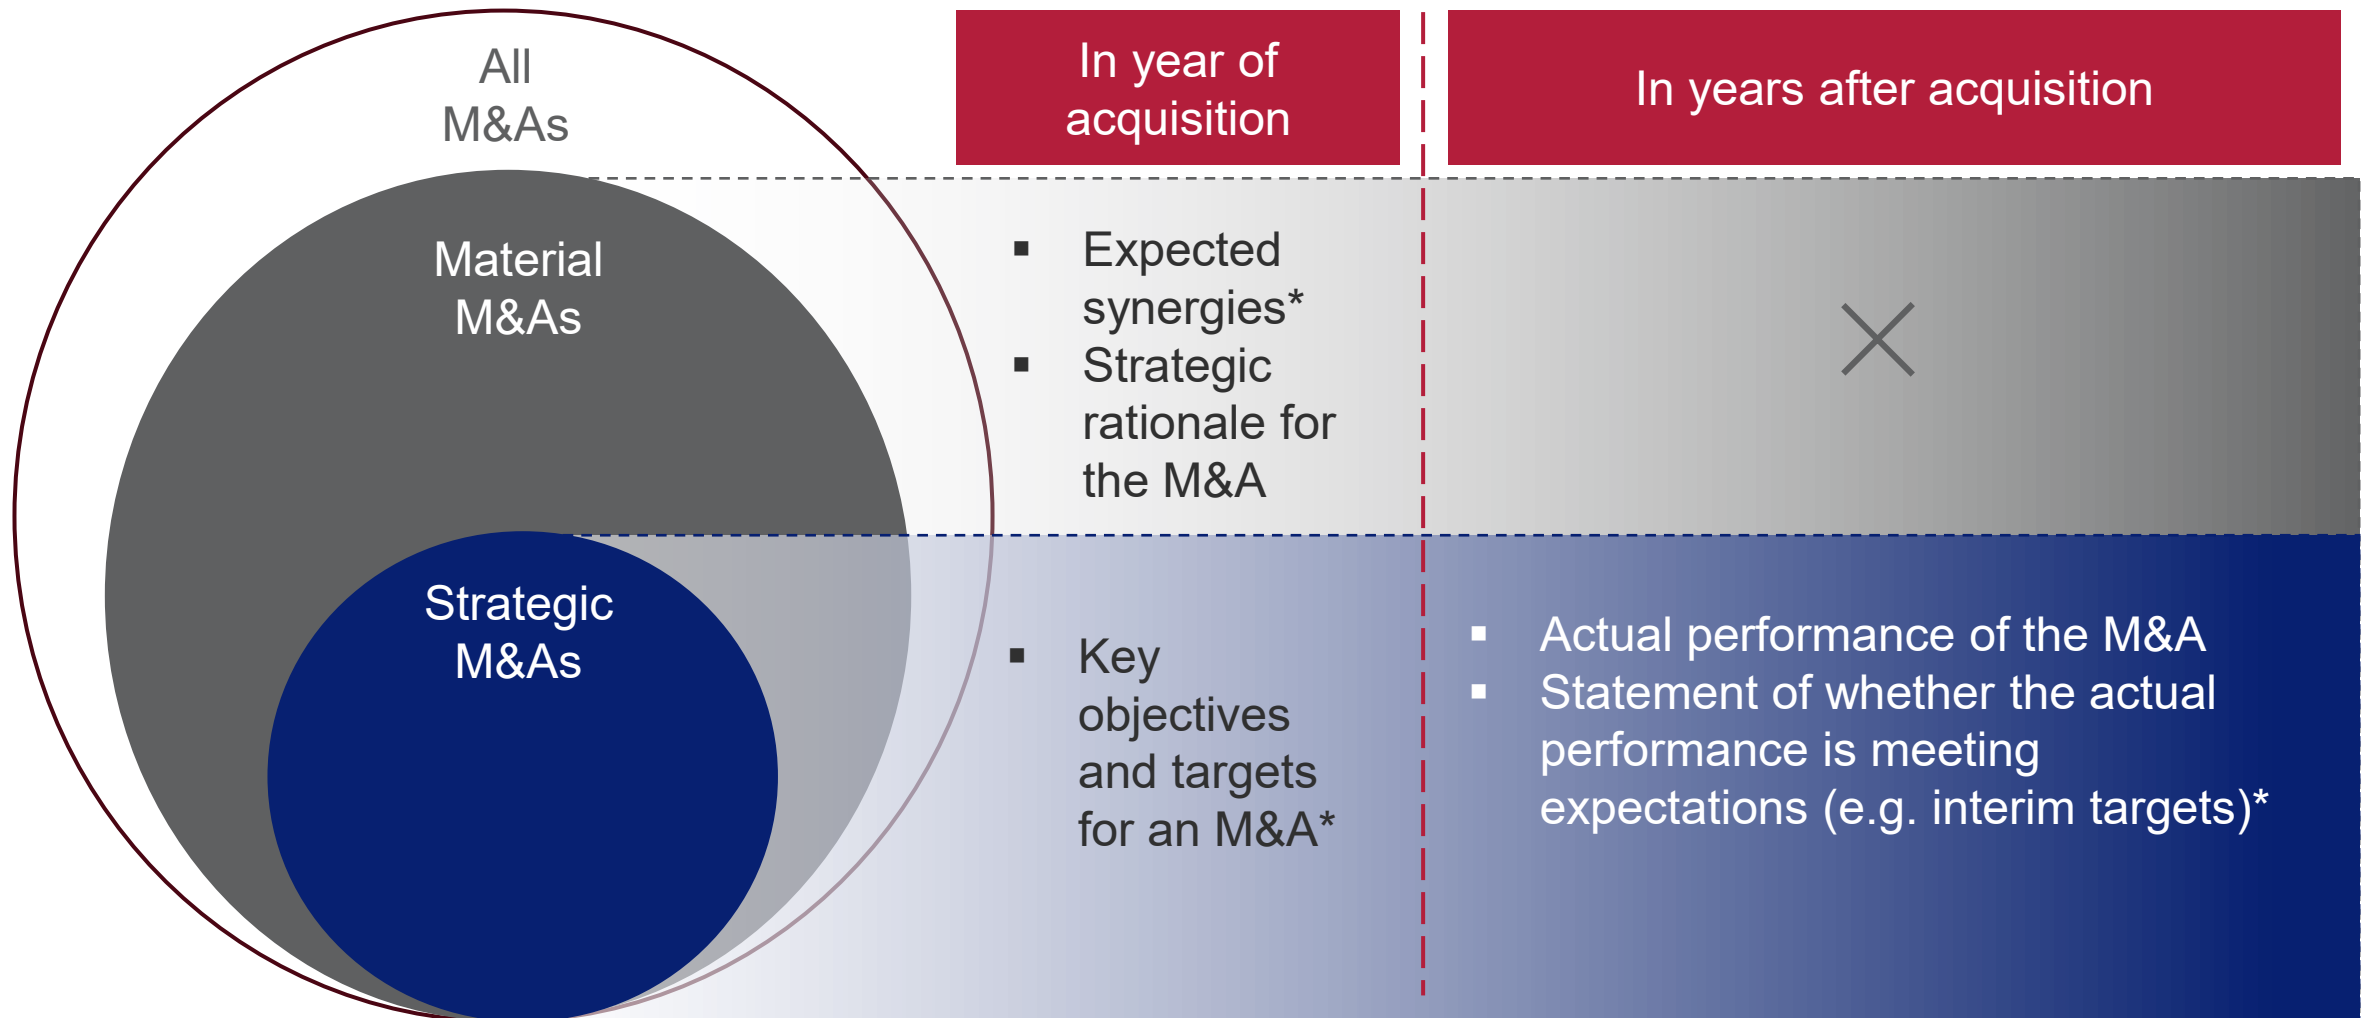 All
M&As
In year of
acquisition
In years after acquisition
Material
M&As
▪ Expected
synergies*
▪ Strategic
rationale for
the M&A
Strategic
M&As
▪ Key
objectives
and targets
for an M&A*
▪ Actual performance of the M&A
▪ Statement of whether the actual
performance is meeting
expectations (e.g. interim targets)*